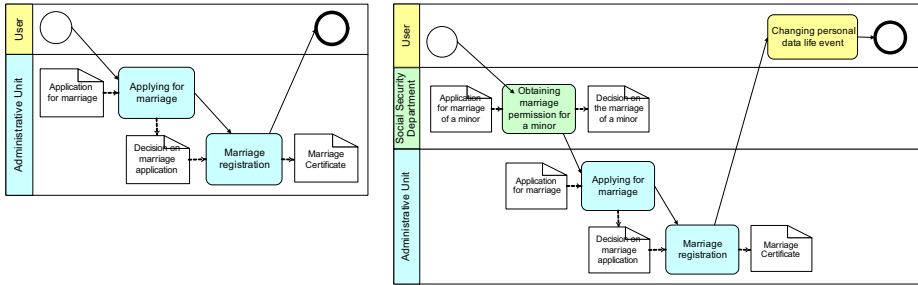 User
Administrative Unit
Application
for marriage
Applying for
marriage
Decision on
marriage
application
Marriage
registration
Marriage
Certificate
User
Changing personal
data life event
Social Security
Department
Application
for marriage
of a minor
Obtaining
marriage
permission for
a minor
Decision on
the marriage
of a minor
Administrative Unit
Application
for marriage
Applying for
marriage
Decision on
marriage
application
Marriage
registration
Marriage
Certificate